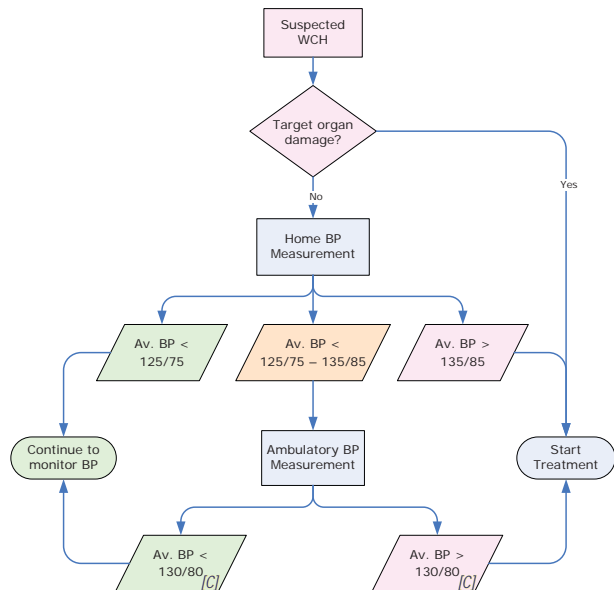 Suspected
WCH
Target organ
damage?
Yes
No
Home BP
Measurement
Av. BP <
125/75
Av. BP <
125/75 – 135/85
Av. BP >
135/85
Continue to
monitor BP
Ambulatory BP
Measurement
Start
Treatment
Av. BP <
130/80
[C]
Av. BP >
130/80
[C]